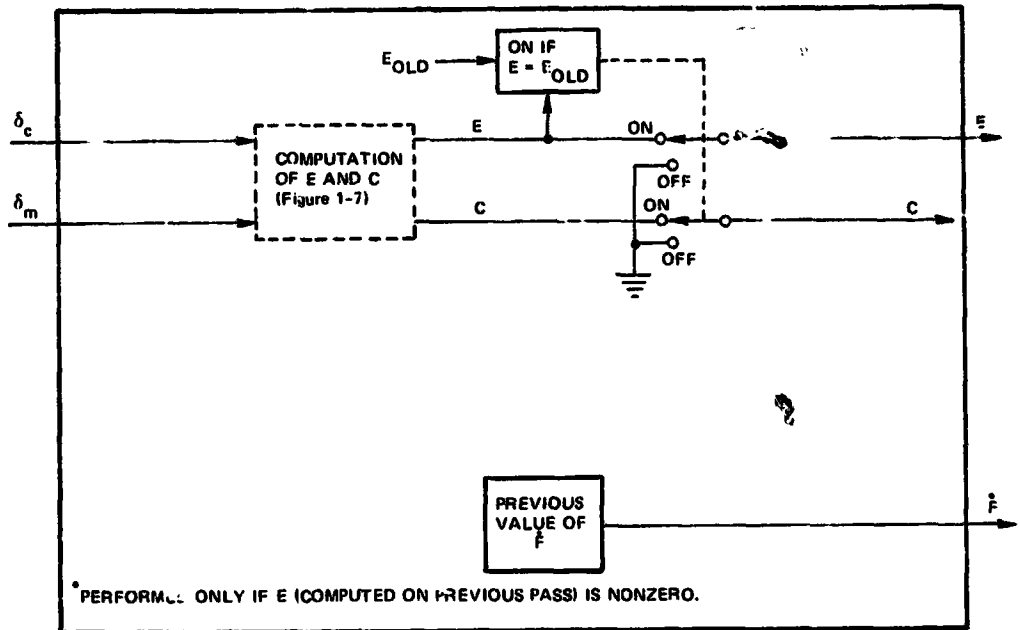 ON IF
E = E_OLD
E_OLD
δ_c
E
ON
E
COMPUTATION
OF E AND C
(Figure 1-7)
OFF
δ_m
C
ON
C
OFF
PREVIOUS
VALUE OF
Ḟ
Ḟ
ONLY IF E (COMPUTED ON PREVIOUS PASS) IS NONZERO.